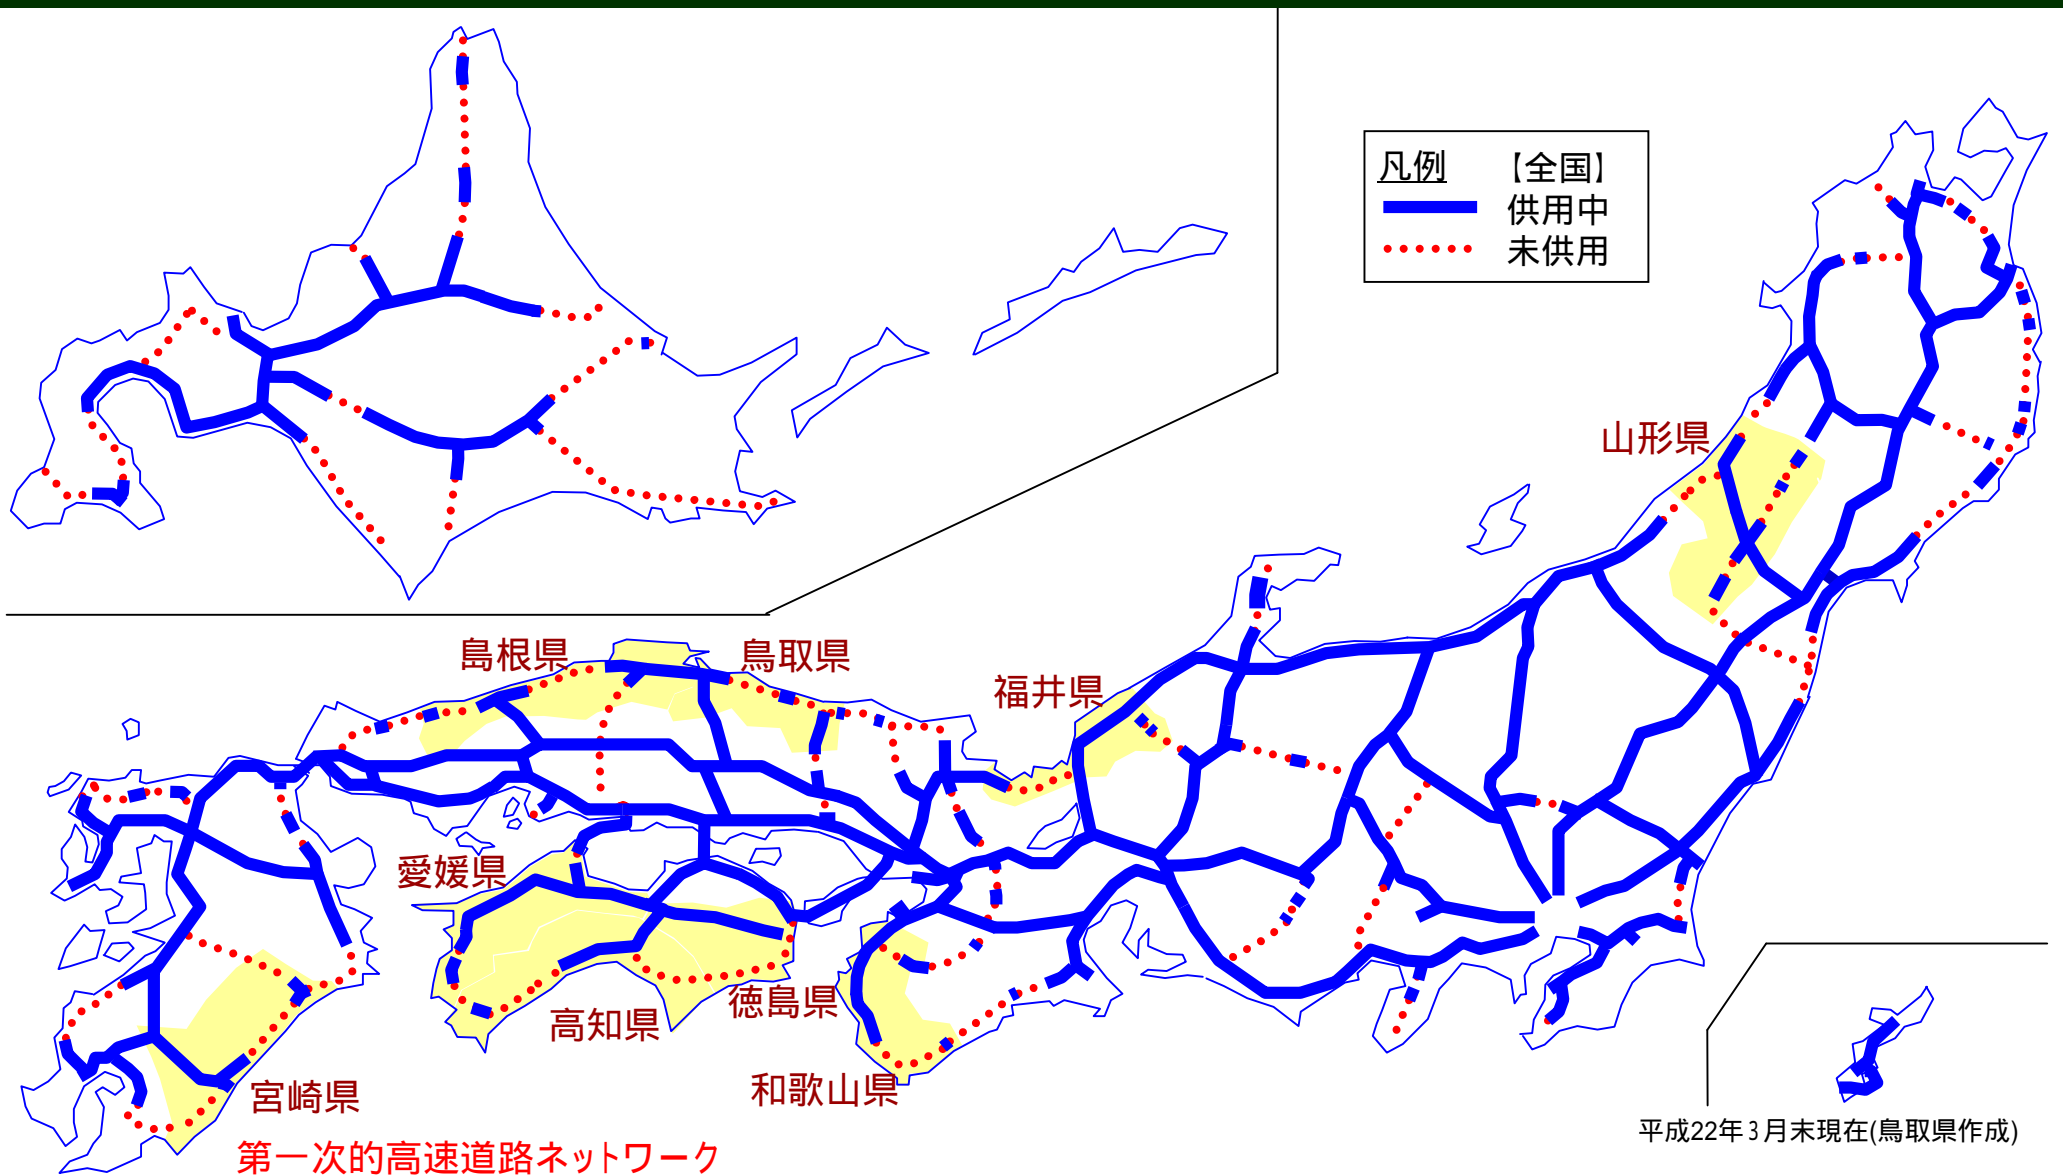 凡例 【全国】
供用中
未供用
山形県
島根県
鳥取県
福井県
愛媛県
徳島県
高知県
和歌山県
宮崎県
平成22年3月末現在(鳥取県作成)
第一次的高速道路ネットワーク